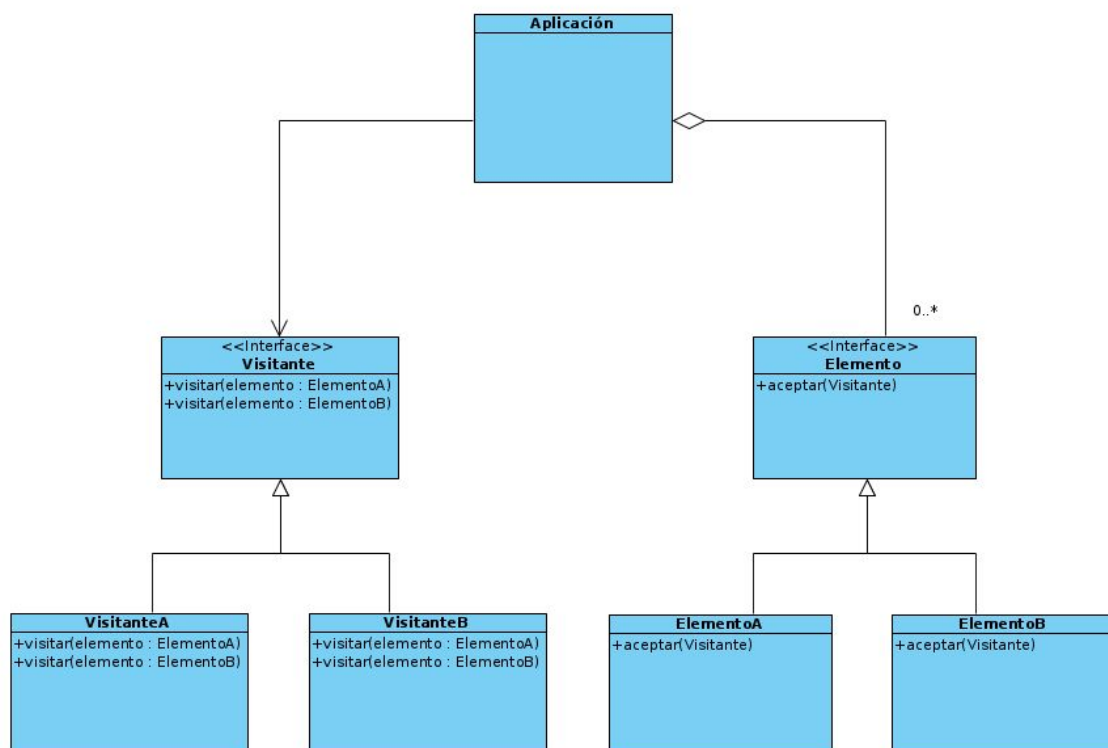 Aplicación
0..*
<<Interface>>
Visitante
+visitar(elemento : ElementoA)
+visitar(elemento : ElementoB)
<<Interface>>
Elemento
+aceptar(Visitante)
VisitanteA
+visitar(elemento : ElementoA)
+visitar(elemento : ElementoB)
VisitanteB
+visitar(elemento : ElementoA)
+visitar(elemento : ElementoB)
ElementoA
+aceptar(Visitante)
ElementoB
+aceptar(Visitante)